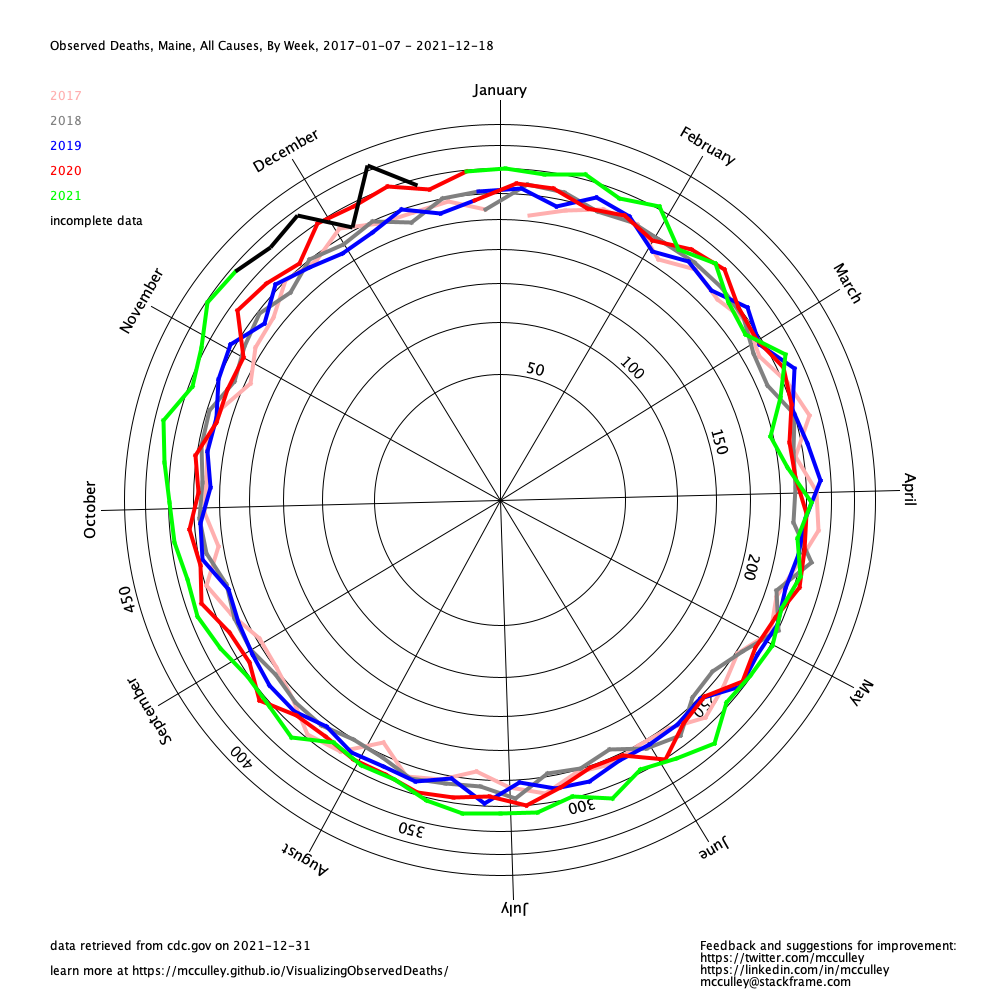 Observed Deaths, Maine, All Causes, By Week, 2017-01-07 - 2021-12-18
January
2017
2018
2019
2020
2021
incomplete data
December
February
November
March
50
100
150
October
April
200
450
250
May
September
400
300
350
June
August
July
data retrieved from cdc.gov on 2021-12-31
learn more at https://mcculley.github.io/VisualizingObservedDeaths/
Feedback and suggestions for improvement:
https://twitter.com/mcculley
https://linkedin.com/in/mcculley
mcculley@stackframe.com